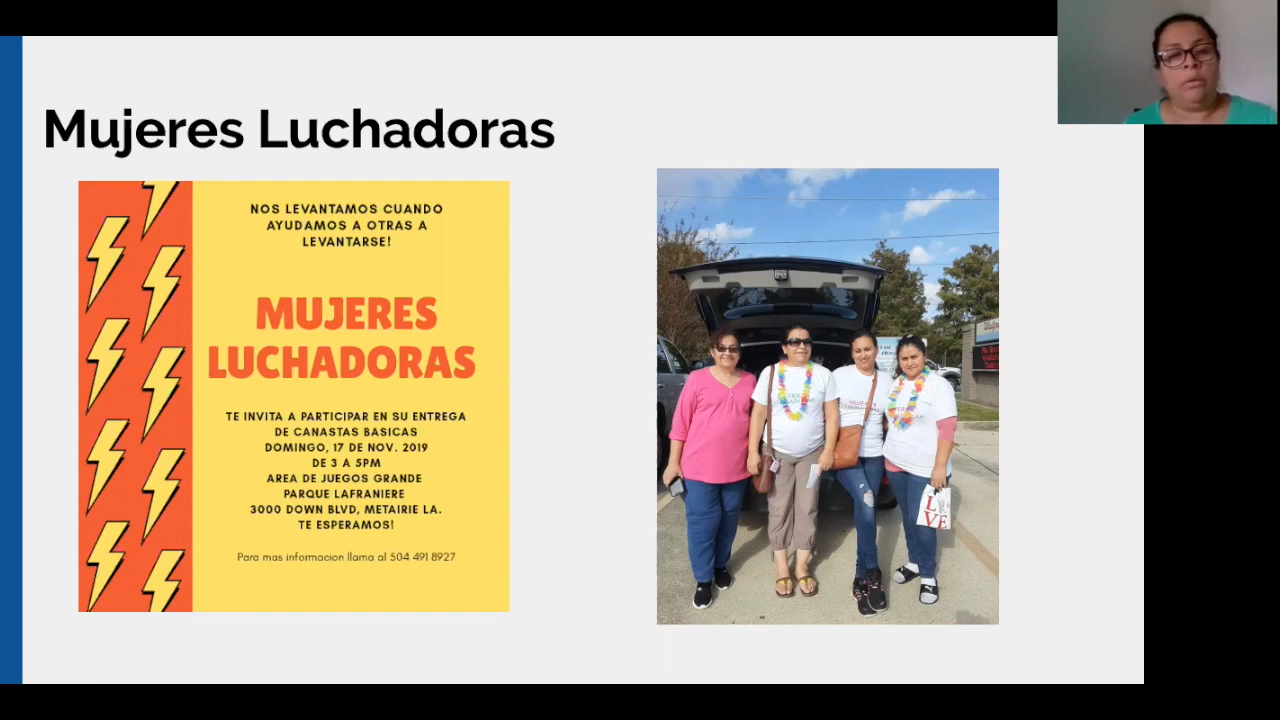 Mujeres Luchadoras
NOS LEVANTAMOS CUANDO
AYUDAMOS A OTRAS A
LEVANTARSE!
MUJERES
LUCHADORAS
TE INVITA A PARTICIPAR EN SU ENTREGA
DE CANASTAS BASICAS
DOMINGO, 17 DE NOV. 2019
DE 3 A 5PM
AREA DE JUEGOS GRANDE
PARQUE LAFRANIERE
3000 DOWN BLVD, METAIRIE LA.
TE ESPERAMOS!
Para mas informacion llama al 504 491 8927
LOVE